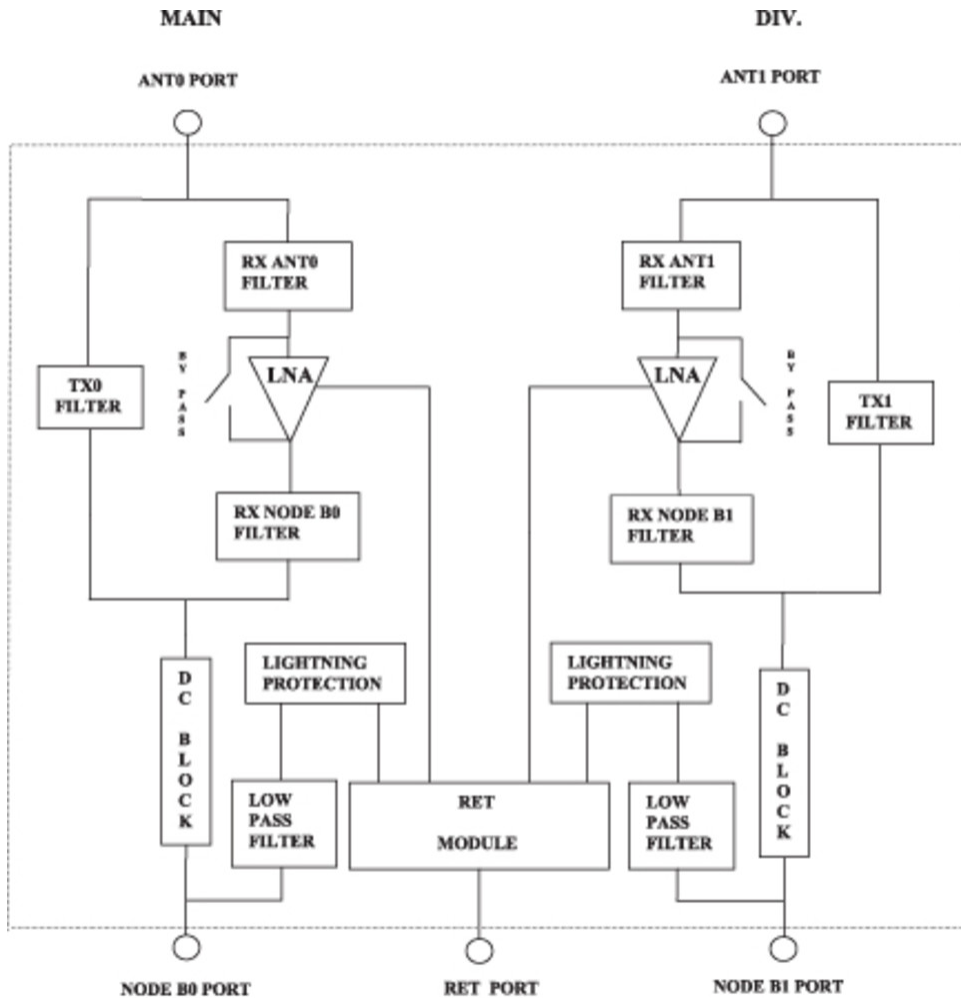 MAIN
DIV.
ANT0 PORT
ANT1 PORT
RX ANT0
FILTER
RX ANT1
FILTER
BY PASS
LNA
LNA
BY PASS
TX0
FILTER
TX1
FILTER
RX NODE B0
FILTER
RX NODE B1
FILTER
DC BLOCK
LIGHTNING
PROTECTION
LIGHTNING
PROTECTION
DC BLOCK
LOW
PASS
FILTER
RET
MODULE
LOW
PASS
FILTER
NODE B0 PORT
RET PORT
NODE B1 PORT